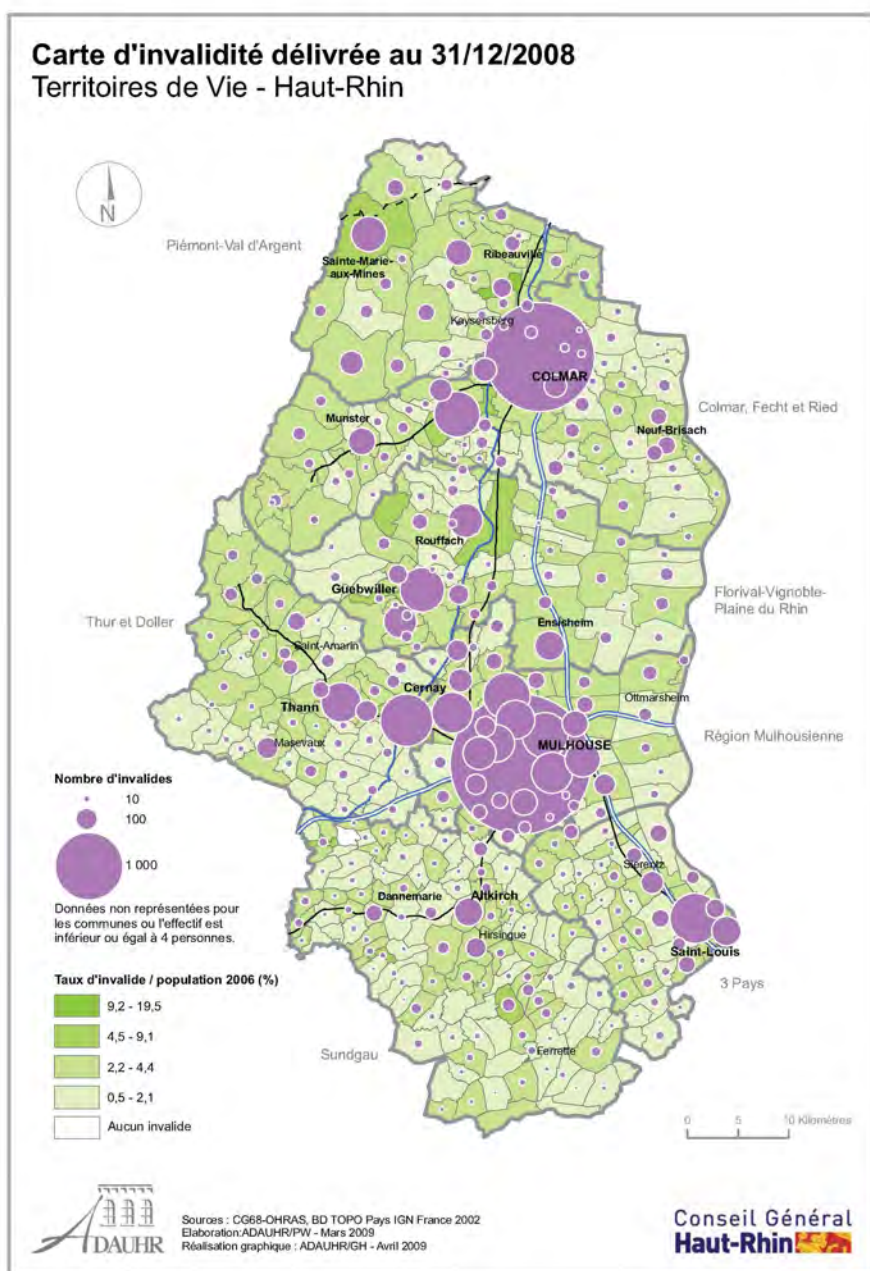 Carte d'invalidité délivrée au 31/12/2008
Territoires de Vie - Haut-Rhin
N
Piémont-Val d'Argent
Sainte-Marie-
aux-Mines
Ribeauvillé
Kaysersberg
COLMAR
Munster
Colmar, Fecht et Ried
Neuf-Brisach
Rouffach
Guebwiller
Florival-Vignoble-
Plaine du Rhin
Thur et Doller
Ensisheim
Saint-Amarin
Cernay
Ottmarsheim
Thann
MULHOUSE
Région Mulhousienne
Masevaux
Nombre d'invalides
10
100
1 000
Données non représentées pour
les communes ou l'effectif est
inférieur ou égal à 4 personnes.
Sierentz
Dannemarie
Altkirch
Hirsingue
Saint-Louis
3 Pays
Taux d'invalide / population 2006 (%)
9,2 - 19,5
4,5 - 9,1
2,2 - 4,4
0,5 - 2,1
Aucun invalide
Sundgau
Ferrette
0 5 10 Kilomètres
ADAUHR
Sources : CG68-OHRAS, BD TOPO Pays IGN France 2002
Elaboration:ADAUHR/PW - Mars 2009
Réalisation graphique : ADAUHR/GH - Avril 2009
Conseil Général
Haut-Rhin